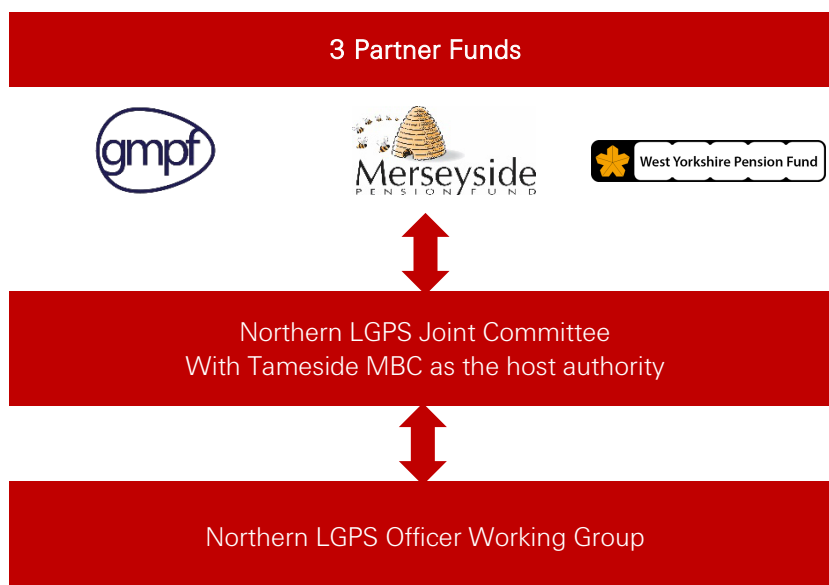 3 Partner Funds
gmpf
Merseyside
PENSION FUND
West Yorkshire Pension Fund
Northern LGPS Joint Committee
With Tameside MBC as the host authority
Northern LGPS Officer Working Group